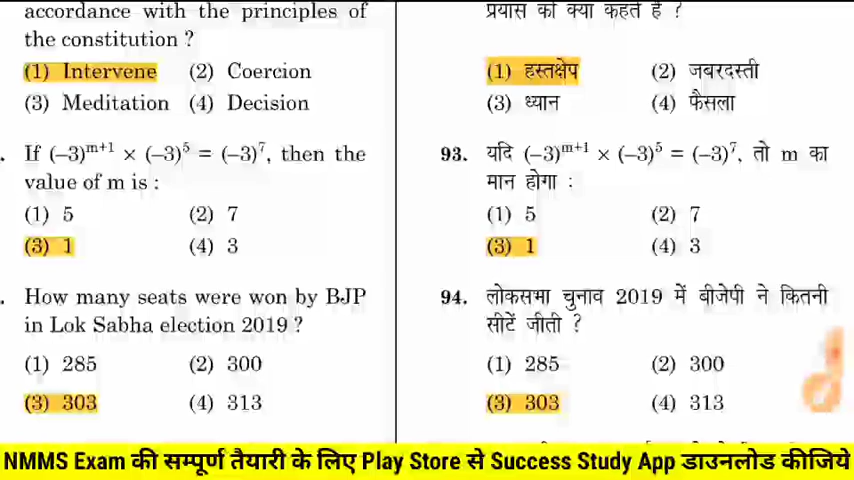 accordance with the principles of
the constitution ?
(1) Intervene (2) Coercion
(3) Meditation (4) Decision
. If (–3)^{m+1} × (–3)^5 = (–3)^7, then the
value of m is :
(1) 5 (2) 7
(3) 1 (4) 3
. How many seats were won by BJP
in Lok Sabha election 2019 ?
(1) 285 (2) 300
(3) 303 (4) 313
प्रयास को क्या कहते हैं ?
(1) हस्तक्षेप (2) जबरदस्ती
(3) ध्यान (4) फैसला
93. यदि (–3)^{m+1} × (–3)^5 = (–3)^7, तो m का
मान होगा :
(1) 5 (2) 7
(3) 1 (4) 3
94. लोकसभा चुनाव 2019 में बीजेपी ने कितनी
सीटें जीती ?
(1) 285 (2) 300
(3) 303 (4) 313
NMMS Exam की सम्पूर्ण तैयारी के लिए Play Store से Success Study App डाउनलोड कीजिये